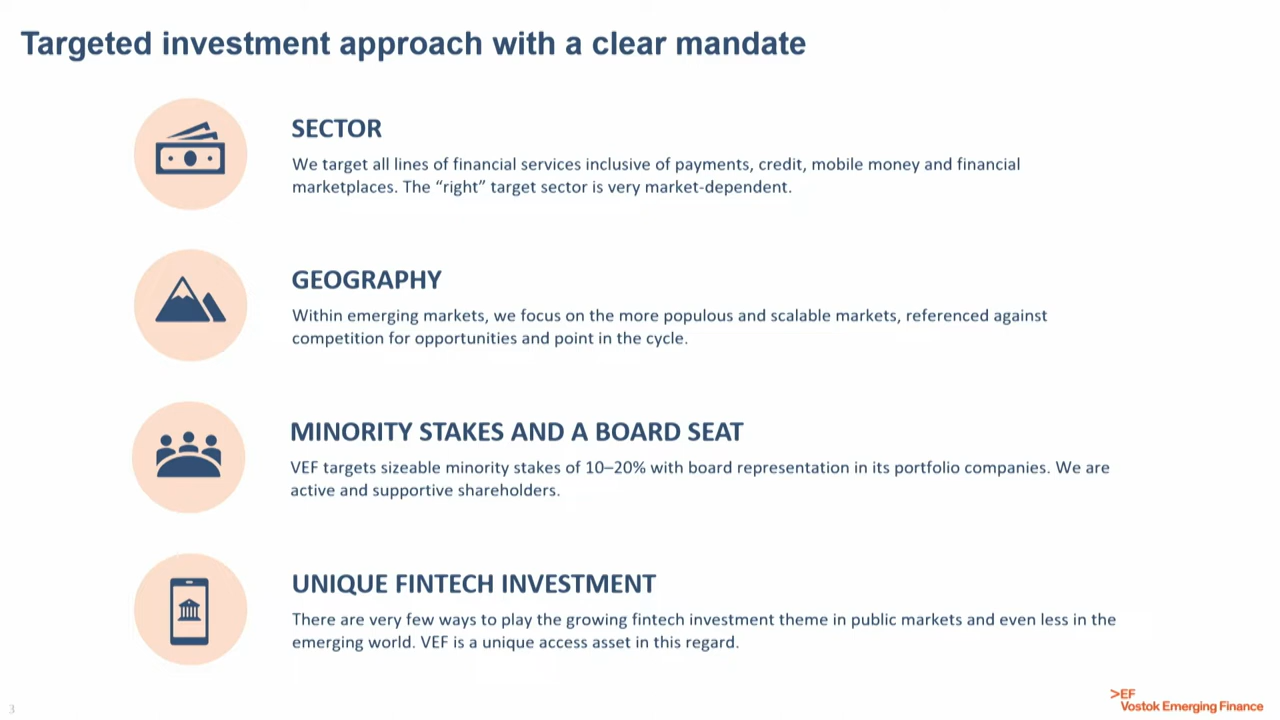 Targeted investment approach with a clear mandate
SECTOR
We target all lines of financial services inclusive of payments, credit, mobile money and financial
marketplaces. The “right” target sector is very market-dependent.
GEOGRAPHY
Within emerging markets, we focus on the more populous and scalable markets, referenced against
competition for opportunities and point in the cycle.
MINORITY STAKES AND A BOARD SEAT
VEF targets sizeable minority stakes of 10–20% with board representation in its portfolio companies. We are
active and supportive shareholders.
UNIQUE FINTECH INVESTMENT
There are very few ways to play the growing fintech investment theme in public markets and even less in the
emerging world. VEF is a unique access asset in this regard.
3
>EF
Vostok Emerging Finance